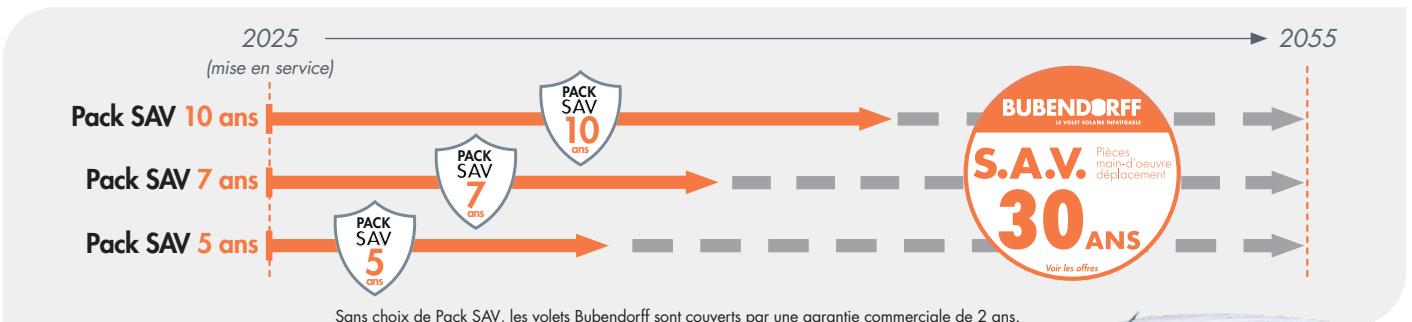 2025
2055
(mise en service)
Pack SAV 10 ans
PACK
SAV
10
ans
Pack SAV 7 ans
PACK
SAV
7
ans
Pack SAV 5 ans
PACK
SAV
5
ans
BUBENDORFF
LE VOLET SOLAIRE INFATIGABLE
S.A.V.
Pièces
main-d'oeuvre
déplacement
30 ANS
Voir les offres
Sans choix de Pack SAV, les volets Bubendorff sont couverts par une garantie commerciale de 2 ans.